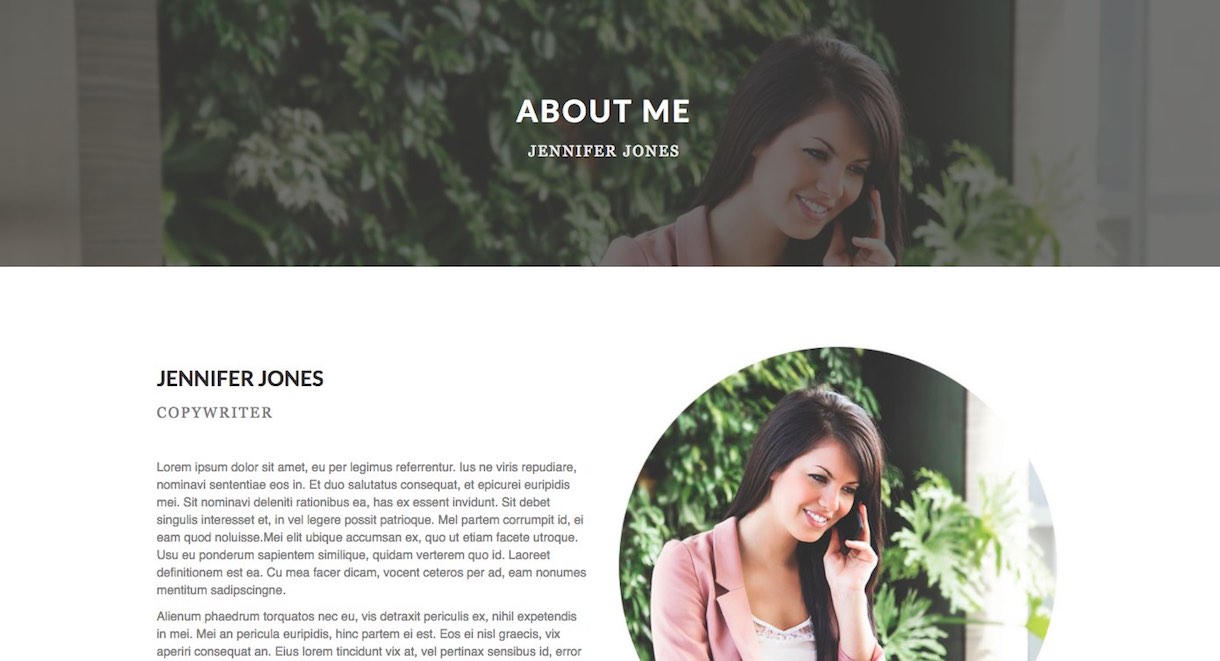 ABOUT ME
JENNIFER JONES
JENNIFER JONES
COPYWRITER
Lorem ipsum dolor sit amet, eu per legimus referrentur. Ius ne viris repudiare,
nominavi sententiae eos in. Et duo salutatus consequat, et epicurei euripidis
mei. Sit nominavi deleniti rationibus ea, has ex essent invidunt. Sit debet
singulis interesset et, in vel legere possit patrioque. Mel partem corrumpit id, ei
eam quod noluisse.Mei elit ubique accumsan ex, quo ut etiam facete utroque.
Usu eu ponderum sapientem similique, quidam verterem quo id. Laoreet
definitionem est ea. Cu mea facer dicam, vocent ceteros per ad, eam nonumes
mentitum sadipscingne.
Alienum phaedrum torquatos nec eu, vis detraxit periculis ex, nihil expetendis
in mei. Mei an pericula euripidis, hinc partem ei est. Eos ei nisl graecis, vix
aperiri consequat an. Eius lorem tincidunt vix at, vel pertinax sensibus id, error